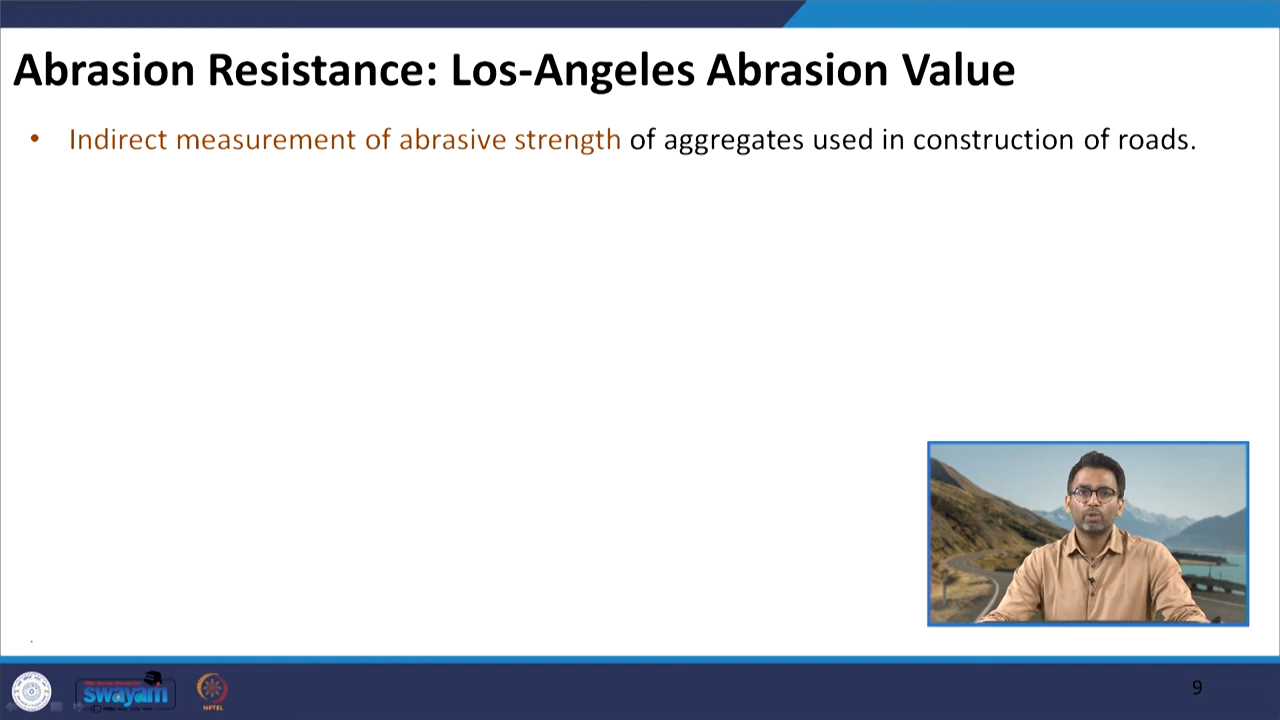 Abrasion Resistance: Los-Angeles Abrasion Value
• Indirect measurement of abrasive strength of aggregates used in construction of roads.
swayam
NPTEL
9